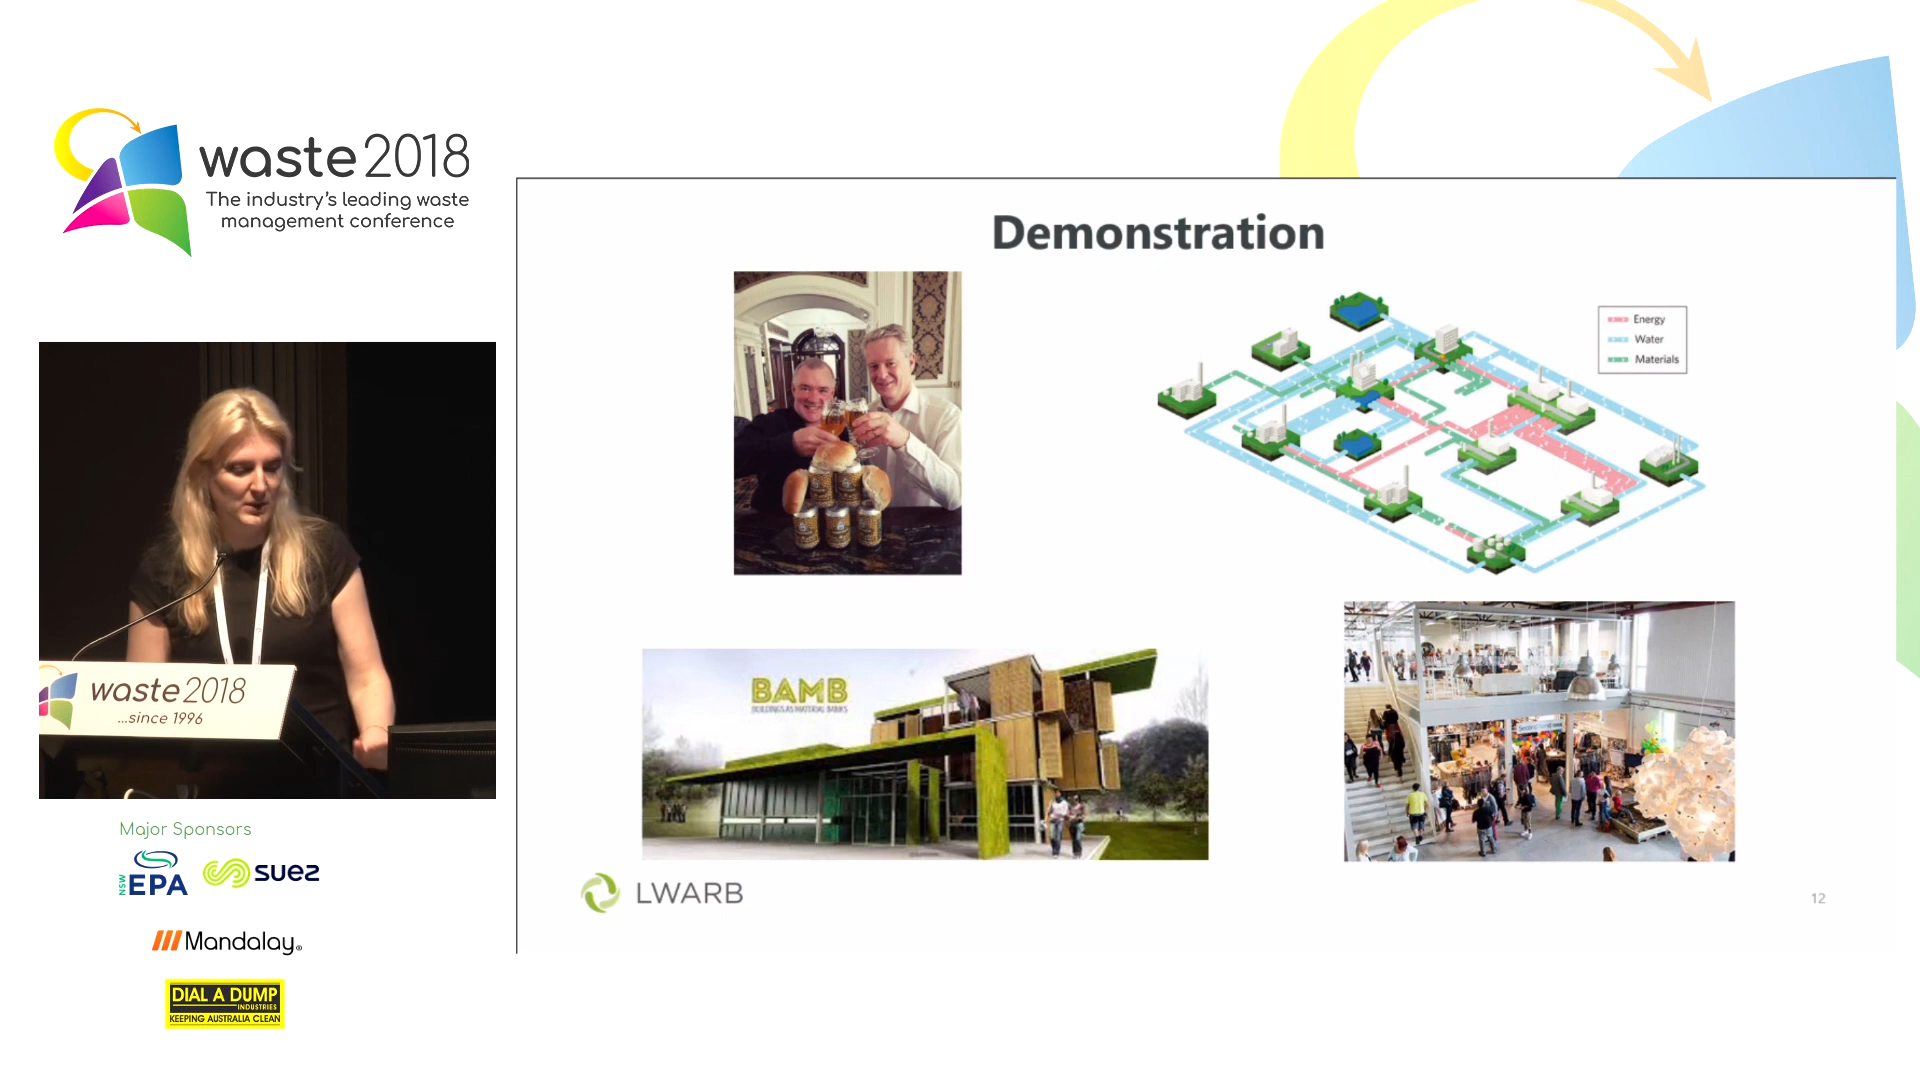 waste 2018
The industry's leading waste
management conference
Demonstration
Energy
Water
Materials
waste 2018
...since 1996
BAMB
BUILDINGS AS MATERIAL BANKS
LWARB
12
Major Sponsors
NSW
EPA
suez
Mandalay®
DIAL A DUMP
INDUSTRIES
KEEPING AUSTRALIA CLEAN